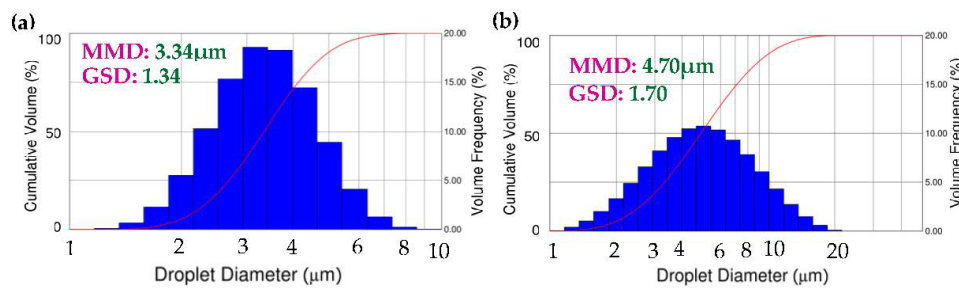 (a)
MMD: 3.34μm
GSD: 1.34
Cumulative Volume (%)
100
50
0
20.00
15.00
10.00
5.00
0.00
Volume Frequency (%)
1 2 3 4 6 8 10
Droplet Diameter (μm)
(b)
MMD: 4.70μm
GSD: 1.70
Cumulative Volume (%)
100
50
0
20.00
15.00
10.00
5.00
0.00
Volume Frequency (%)
1 2 3 4 6 8 10 20
Droplet Diameter (μm)